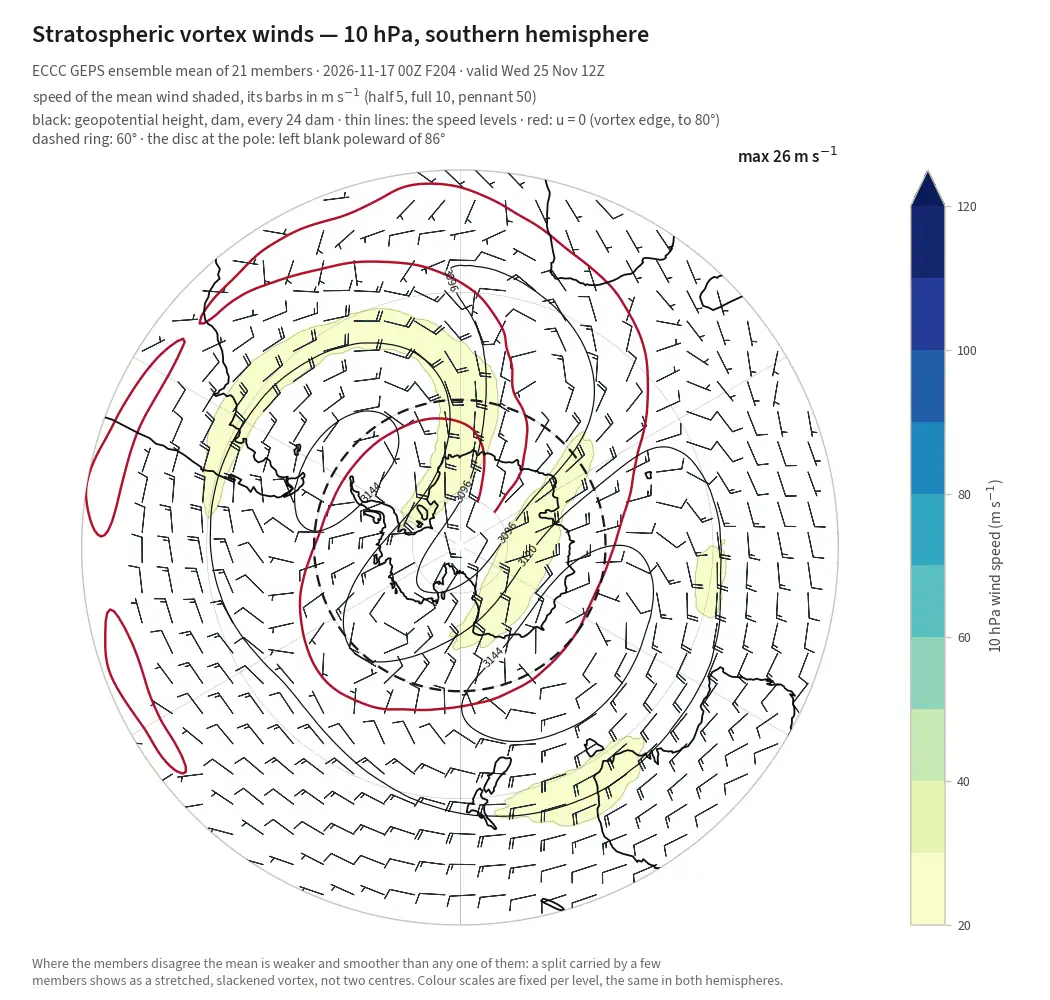 Stratospheric vortex winds — 10 hPa, southern hemisphere
ECCC GEPS ensemble mean of 21 members · 2026-11-17 00Z F204 · valid Wed 25 Nov 12Z
speed of the mean wind shaded, its barbs in m s⁻¹ (half 5, full 10, pennant 50)
black: geopotential height, dam, every 24 dam · thin lines: the speed levels · red: u = 0 (vortex edge, to 80°)
dashed ring: 60° · the disc at the pole: left blank poleward of 86°
max 26 m s⁻¹
120
100
80
60
40
20
10 hPa wind speed (m s⁻¹)
3096
3144
3096
3096
3120
3144
Where the members disagree the mean is weaker and smoother than any one of them: a split carried by a few
members shows as a stretched, slackened vortex, not two centres. Colour scales are fixed per level, the same in both hemispheres.